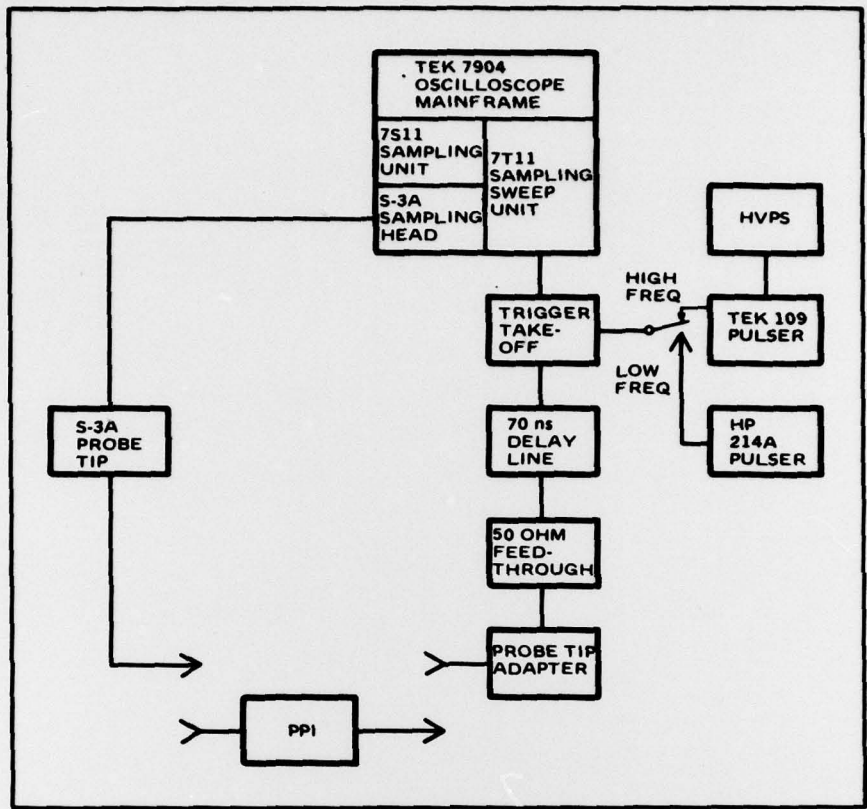 TEK 7904
OSCILLOSCOPE
MAINFRAME
7S11
SAMPLING
UNIT
7T11
SAMPLING
SWEEP
UNIT
S-3A
SAMPLING
HEAD
HVPS
HIGH
FREQ
TRIGGER
TAKE-
OFF
TEK 109
PULSER
LOW
FREQ
S-3A
PROBE
TIP
70 ns
DELAY
LINE
HP
214A
PULSER
50 OHM
FEED-
THROUGH
PROBE TIP
ADAPTER
PPI